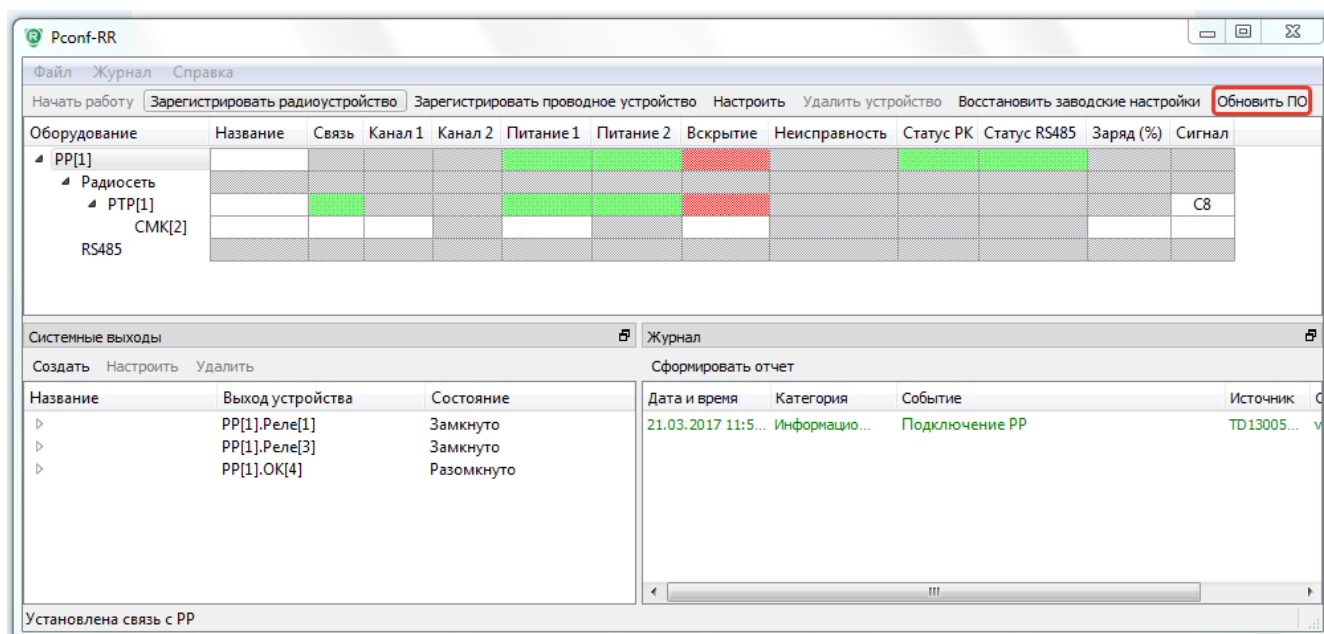 Pconf-RR
Файл Журнал Справка
Начать работу Зарегистрировать радиоустройство Зарегистрировать проводное устройство Настроить Удалить устройство Восстановить заводские настройки Обновить ПО
Оборудование Название Связь Канал 1 Канал 2 Питание 1 Питание 2 Вскрытие Неисправность Статус РК Статус RS485 Заряд (%) Сигнал
РР[1]
Радиосеть
РТР[1] С8
СМК[2]
RS485
Системные выходы
Создать Настроить Удалить
Название Выход устройства Состояние
РР[1].Реле[1] Замкнуто
РР[1].Реле[3] Замкнуто
РР[1].ОК[4] Разомкнуто
Журнал
Сформировать отчет
Дата и время Категория Событие Источник
21.03.2017 11:5... Информацио... Подключение РР TD13005...
Установлена связь с РР